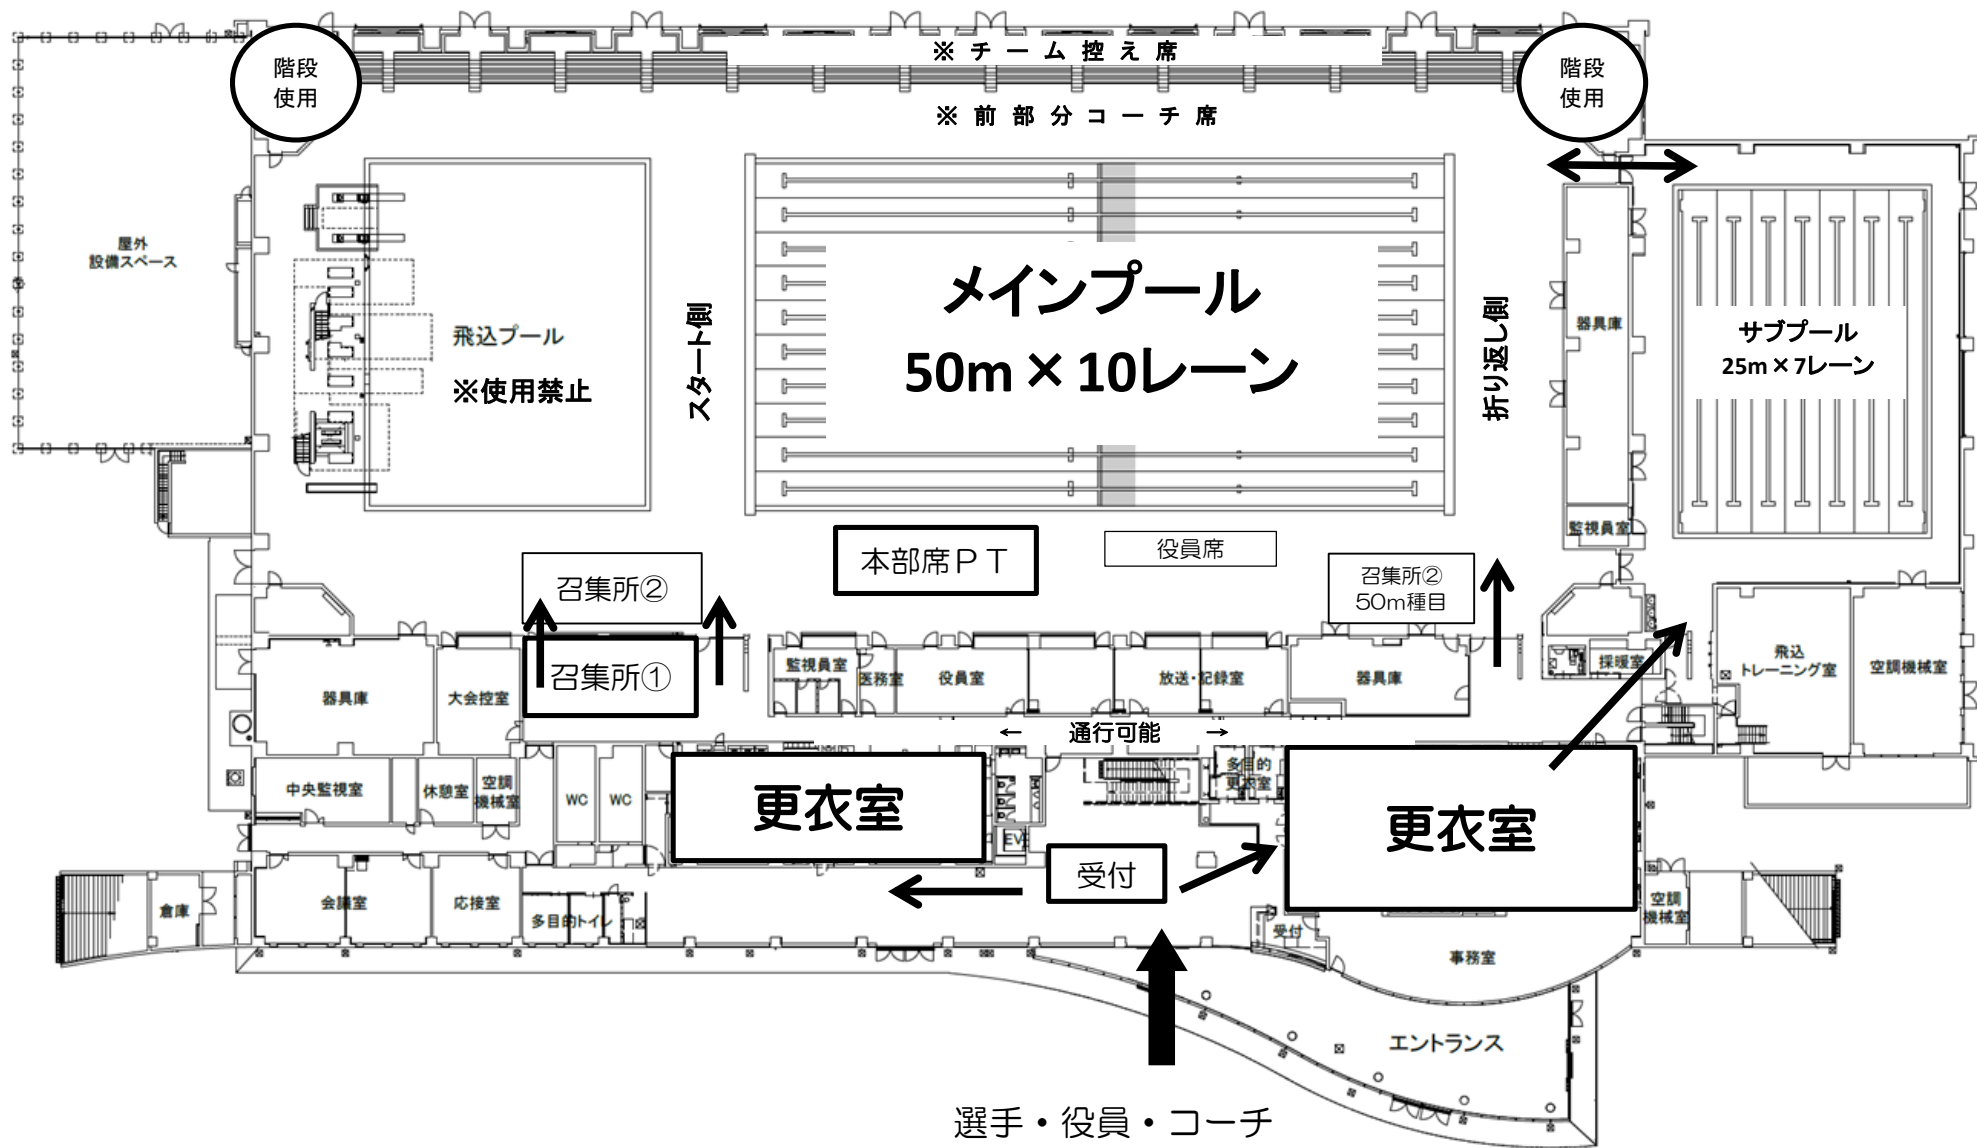 ※ チ ー ム 控 え 席
階段
使用
階段
使用
※ 前 部 分 コ ー チ 席
屋外
設備スペース
飛込プール
※使用禁止
スタート側
メインプール
50m×10レーン
折り返し側
器具庫
サブプール
25m×7レーン
監視員室
召集所②
本部席ＰＴ
役員席
召集所②
50m種目
器具庫
大会控室
召集所①
監視員室
医務室
役員室
放送・記録室
器具庫
採暖室
飛込
トレーニング室
空調機械室
← 通行可能 →
中央監視室
休憩室
空調
機械室
WC
WC
更衣室
EV
多目的
更衣室
更衣室
受付
倉庫
会議室
応接室
多目的トイレ
受付
事務室
空調
機械室
エントランス
選手・役員・コーチ